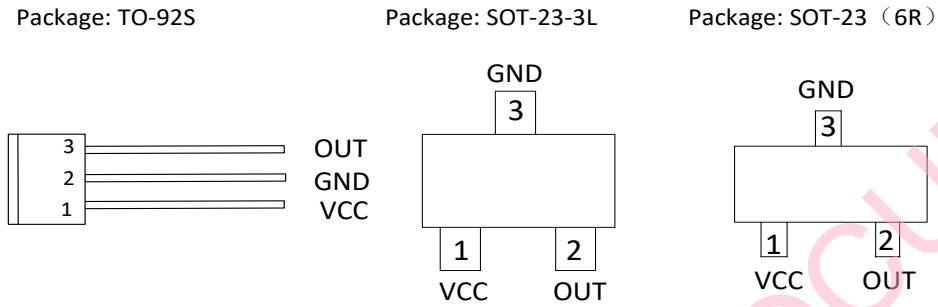 Package: TO-92S
3 OUT
2 GND
1 VCC
Package: SOT-23-3L
GND
3
1 2
VCC OUT
Package: SOT-23（6R）
GND
3
1 2
VCC OUT